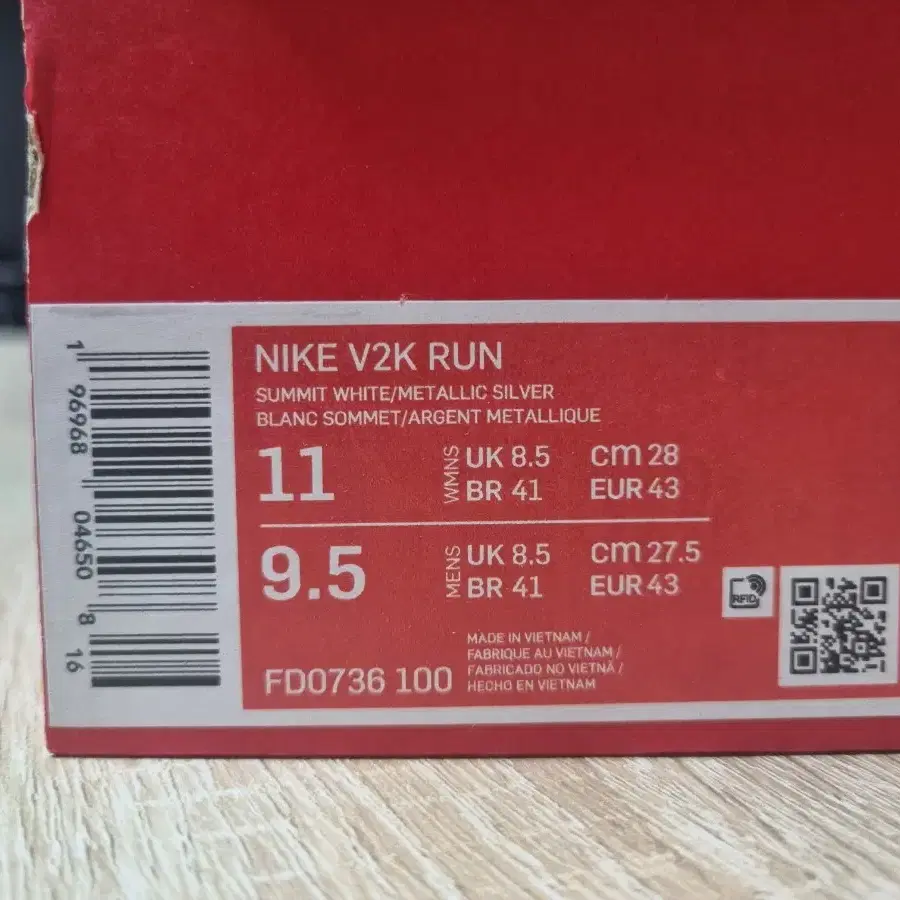 NIKE V2K RUN
SUMMIT WHITE/METALLIC SILVER
BLANC SOMMET/ARGENT METALLIQUE
11 WMNS UK 8.5 cm 28
BR 41 EUR 43
9.5 MENS UK 8.5 cm 27.5
BR 41 EUR 43
FD0736 100
MADE IN VIETNAM /
FABRIQUE AU VIETNAM /
FABRICADO NO VIETNÃ /
HECHO EN VIETNAM
RFID
1 96968 04650 8 16